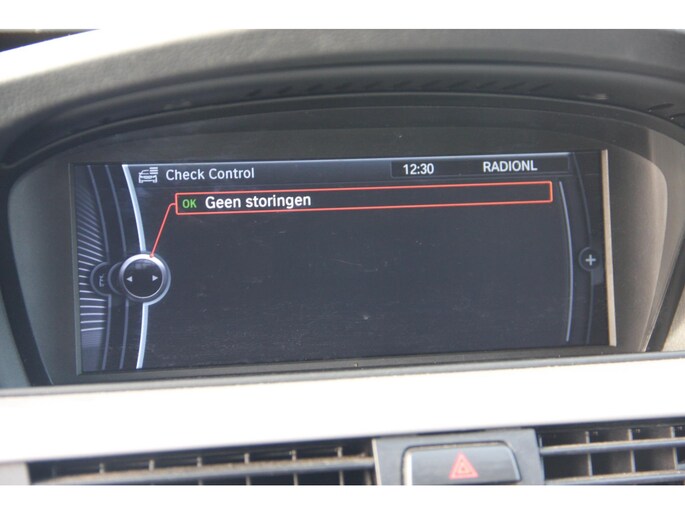 Check Control 12:30 RADIONL
OK Geen storingen
E
+